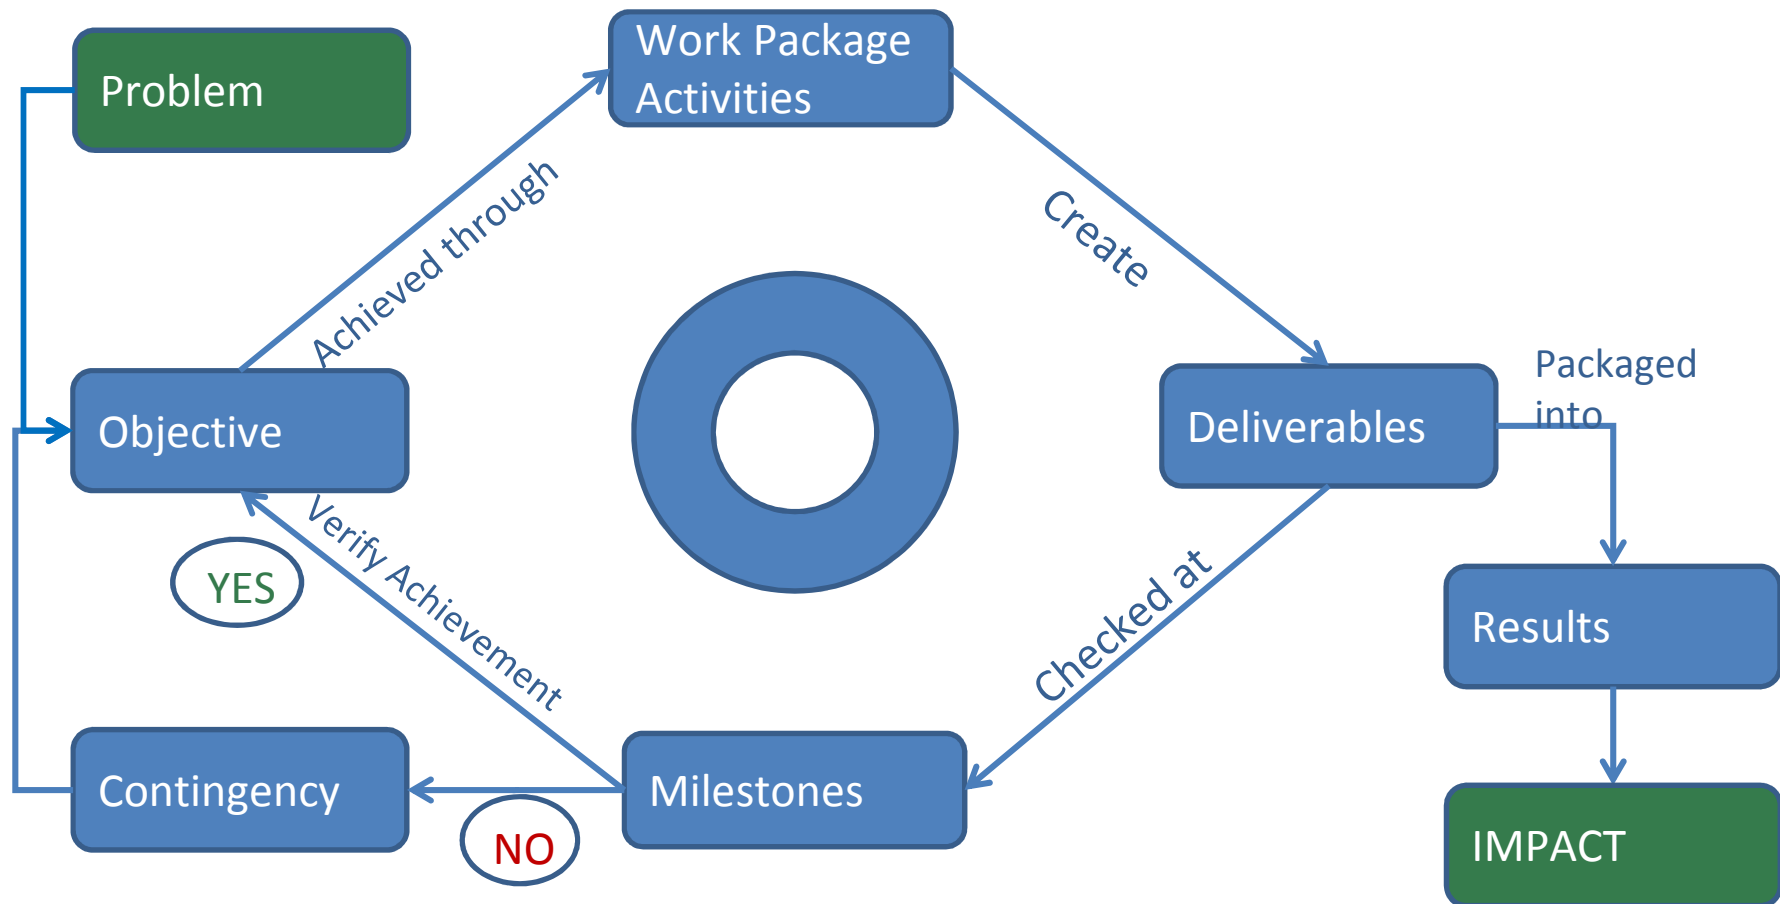 Problem
Work Package
Activities
Achieved through
Create
Packaged
into
Objective
Deliverables
Verify Achievement
YES
Checked at
Results
Contingency
NO
Milestones
IMPACT